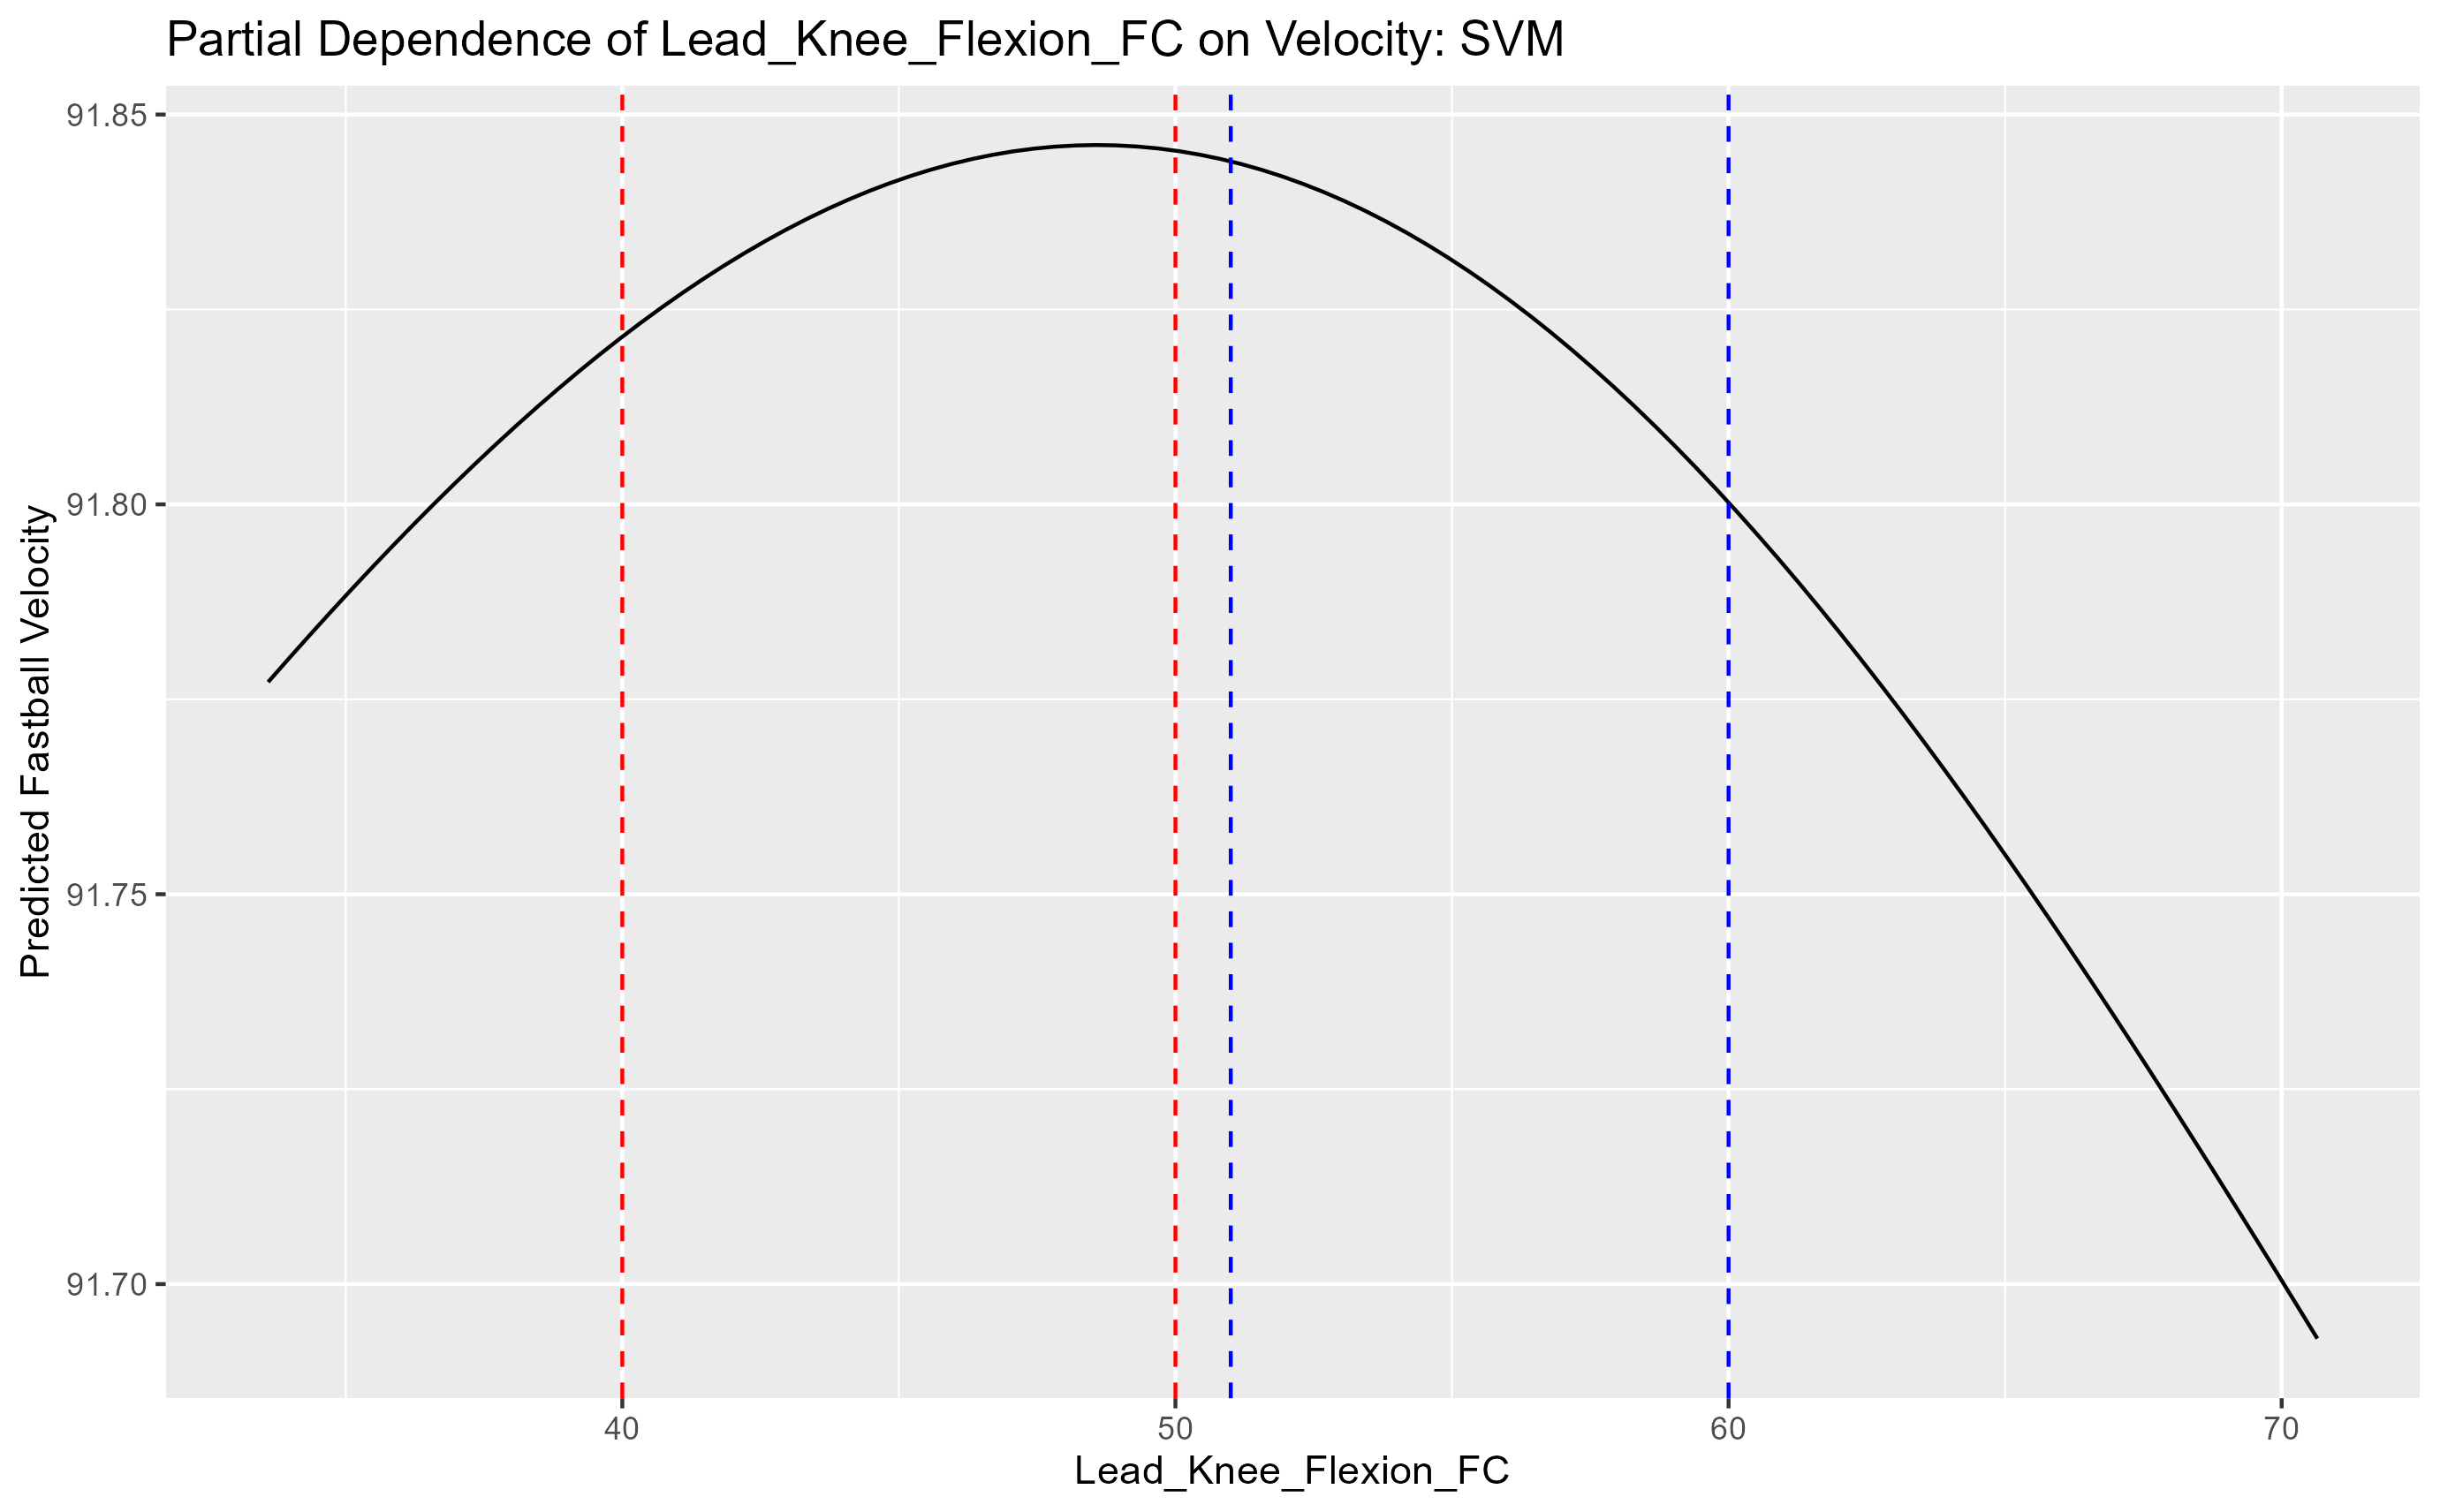 Partial Dependence of Lead_Knee_Flexion_FC on Velocity: SVM
Predicted Fastball Velocity
91.85
91.80
91.75
91.70
40
50
60
70
Lead_Knee_Flexion_FC